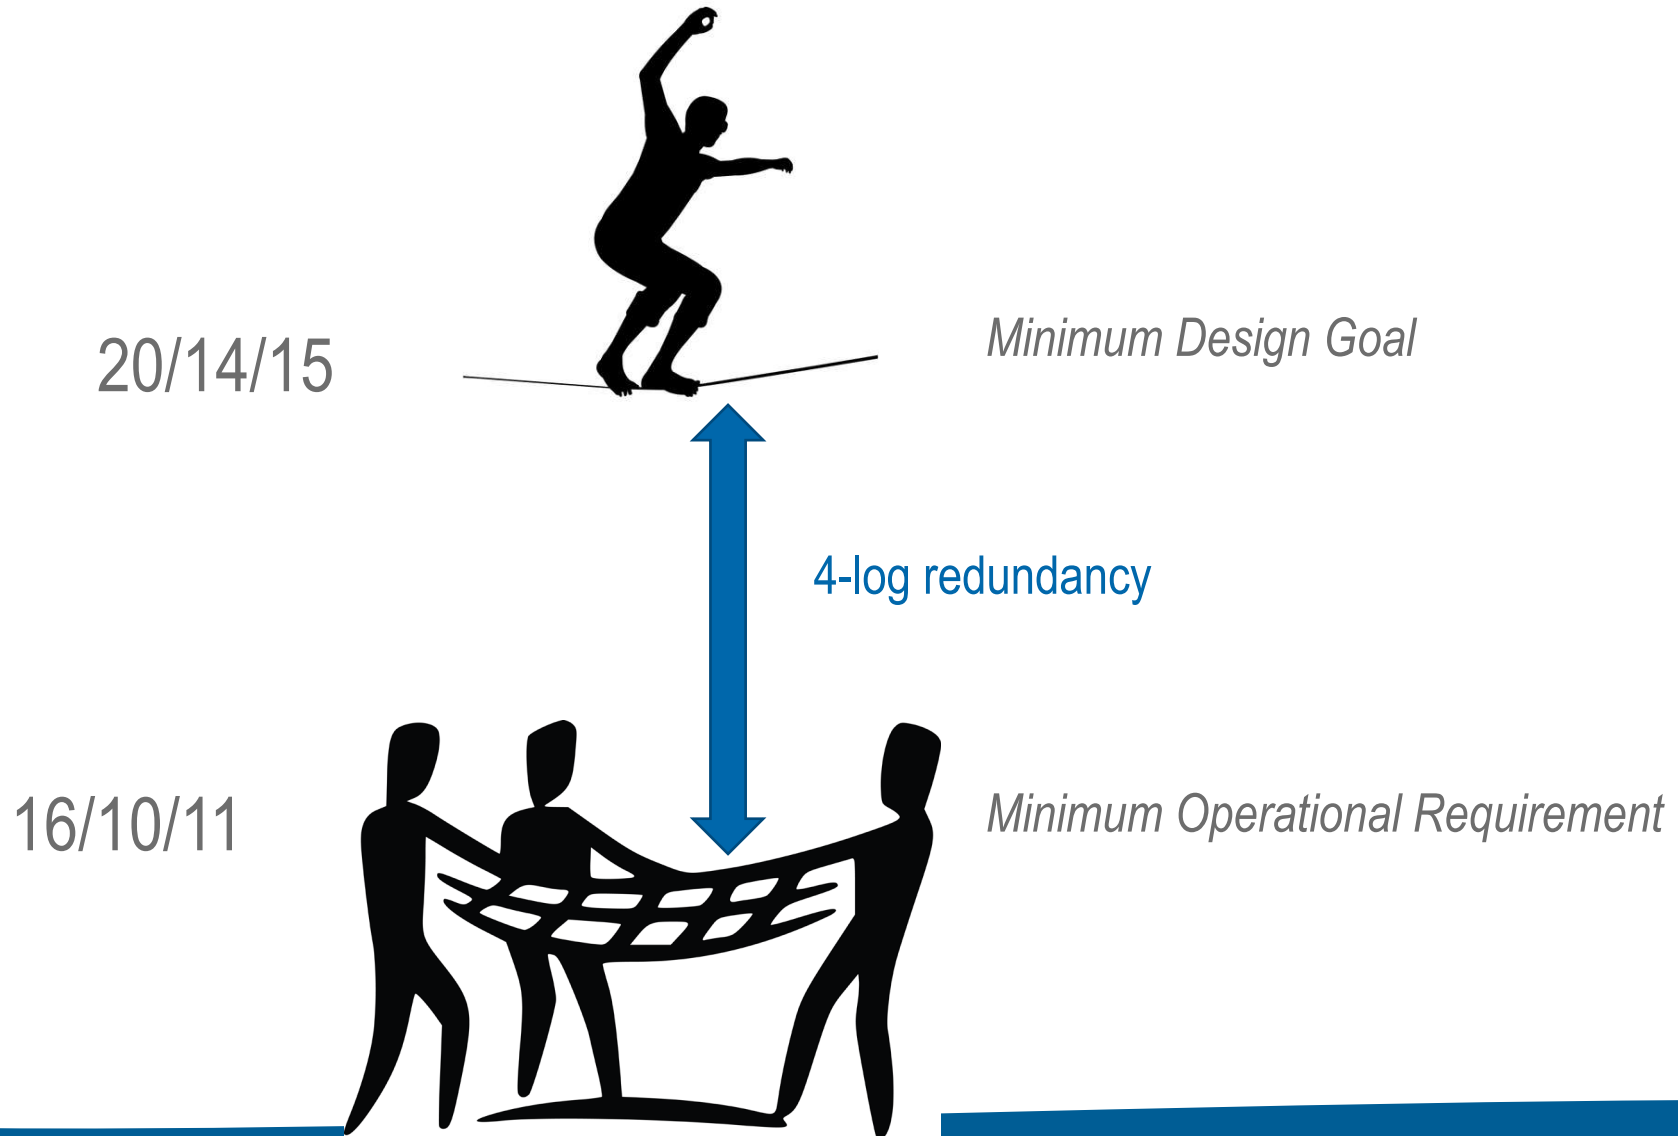 20/14/15
Minimum Design Goal
4-log redundancy
16/10/11
Minimum Operational Requirement